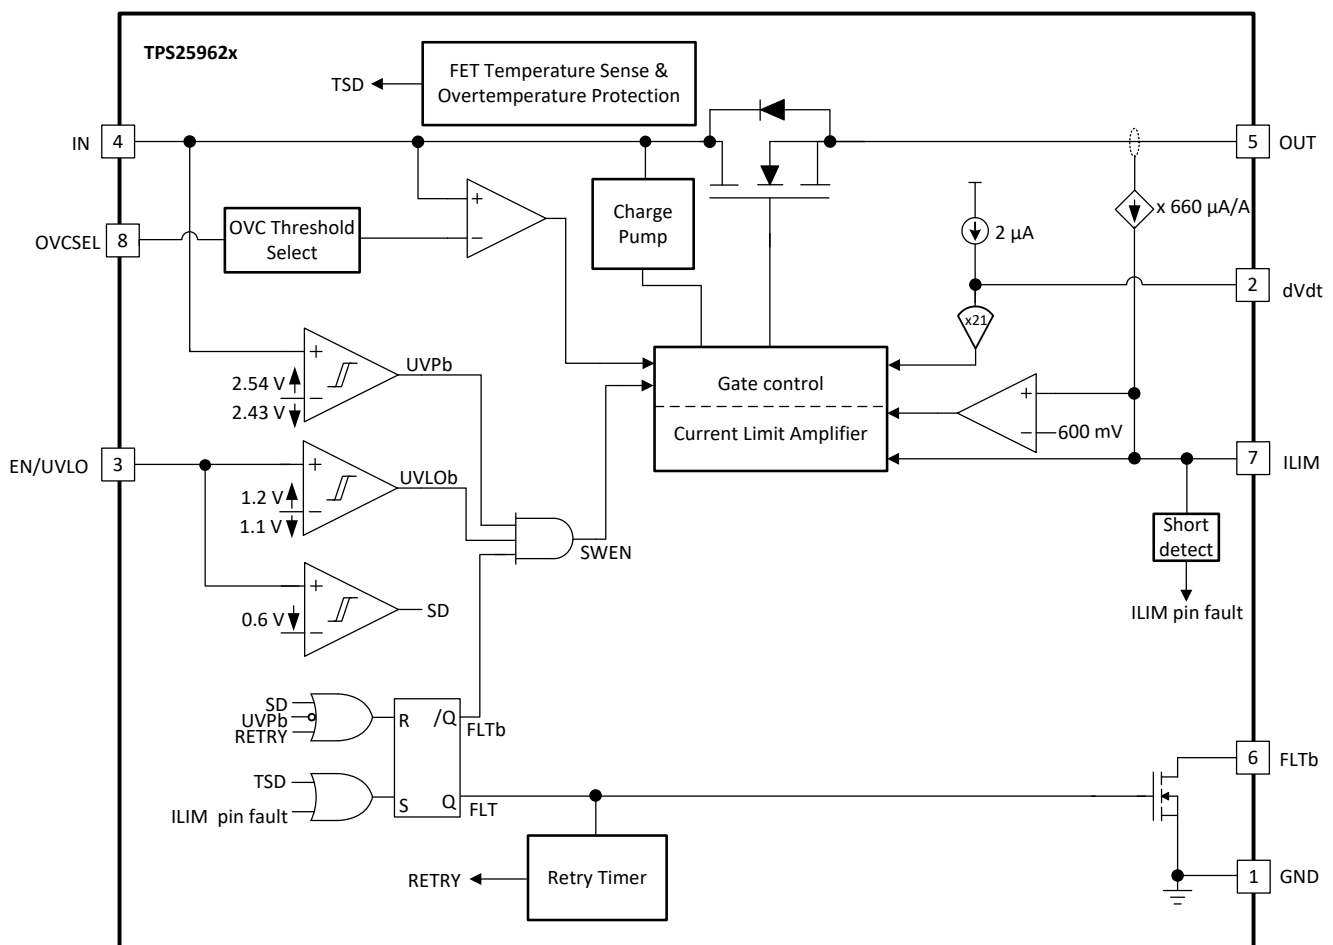 TPS25962x
TSD
FET Temperature Sense &
Overtemperature Protection
IN
4
5
OUT
OVCSEL
8
OVC Threshold
Select
+
−
Charge
Pump
2 µA
x 660 µA/A
2
dVdt
x21
+
2.54 V
−
2.43 V
UVPb
Gate control
Current Limit Amplifier
+
−
600 mV
EN/UVLO
3
+
1.2 V
−
1.1 V
UVLOb
7
ILIM
SWEN
Short
detect
ILIM pin fault
+
0.6 V
−
SD
SD
UVPb
RETRY
R
/Q
FLTb
TSD
ILIM pin fault
S
Q
FLT
6
FLTb
RETRY
Retry Timer
1
GND